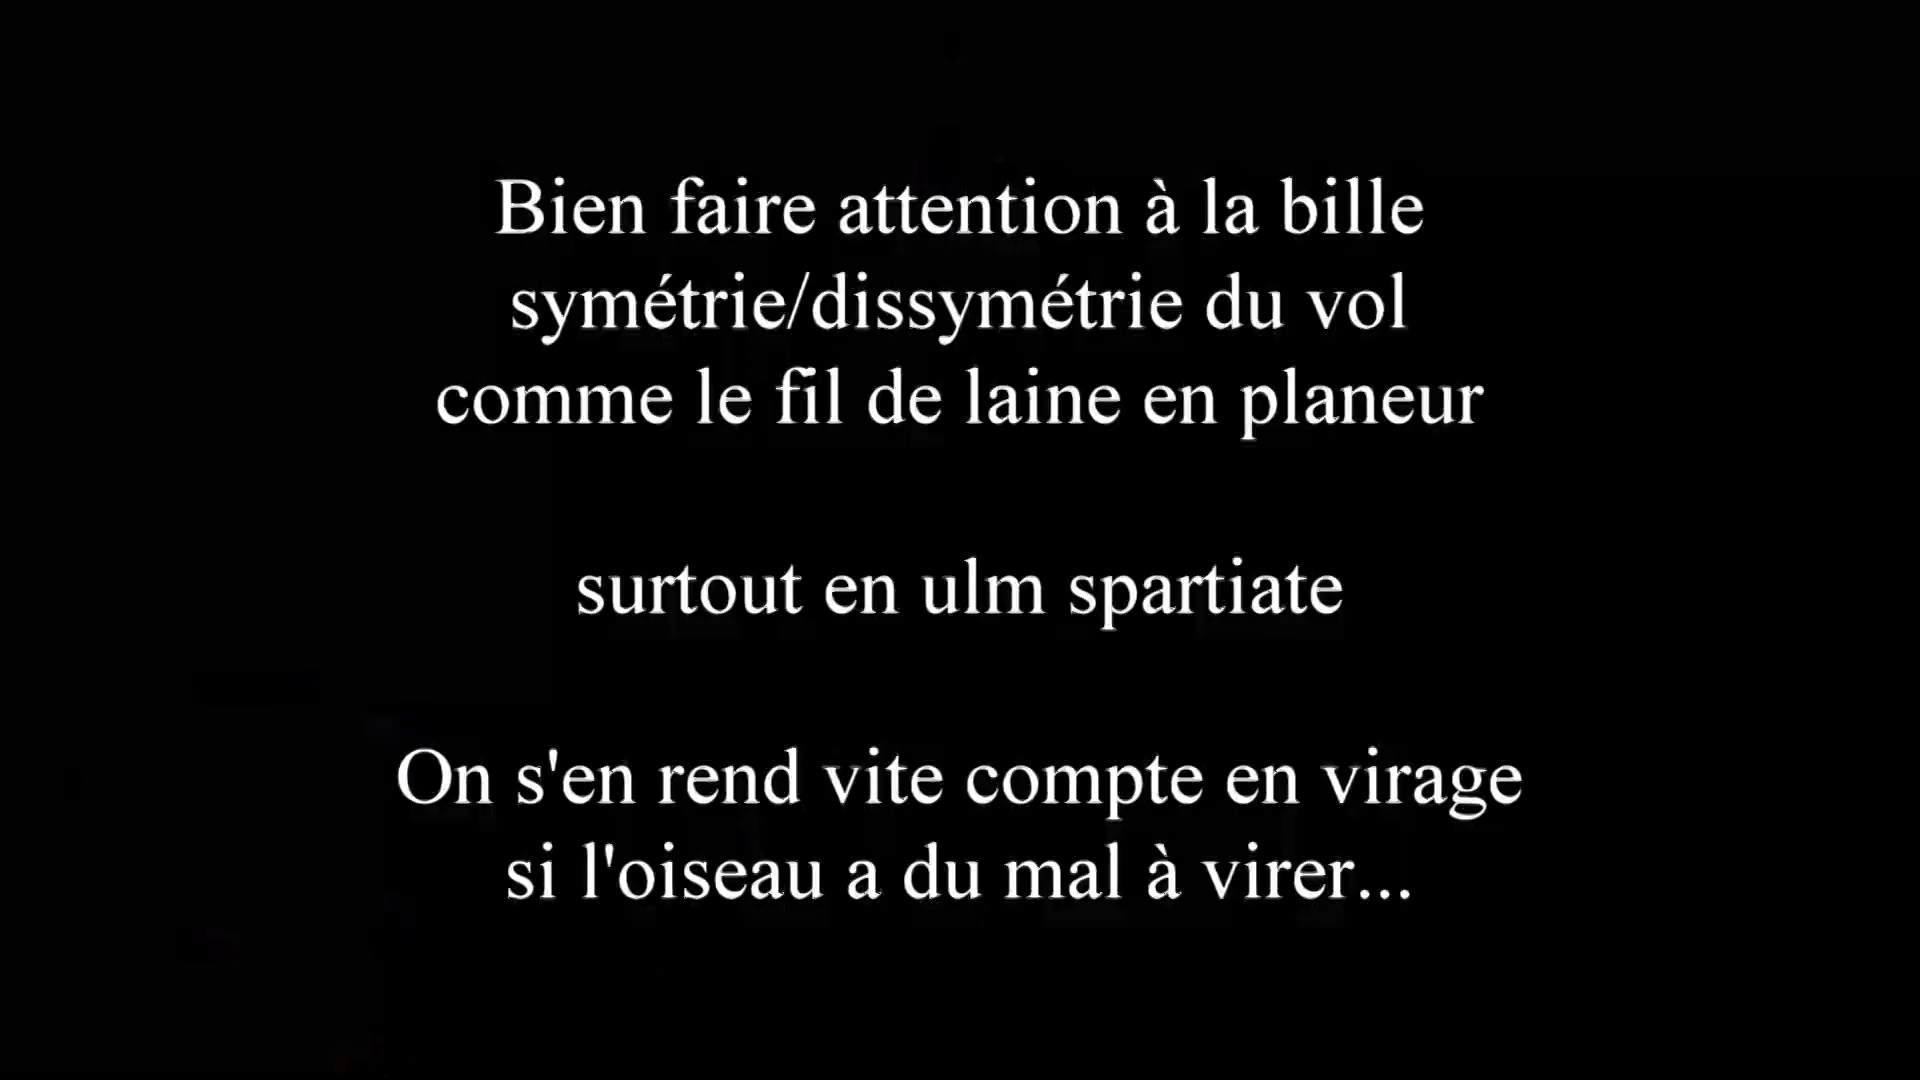 Bien faire attention à la bille
symétrie/dissymétrie du vol
comme le fil de laine en planeur
surtout en ulm spartiate
On s'en rend vite compte en virage
si l'oiseau a du mal à virer...